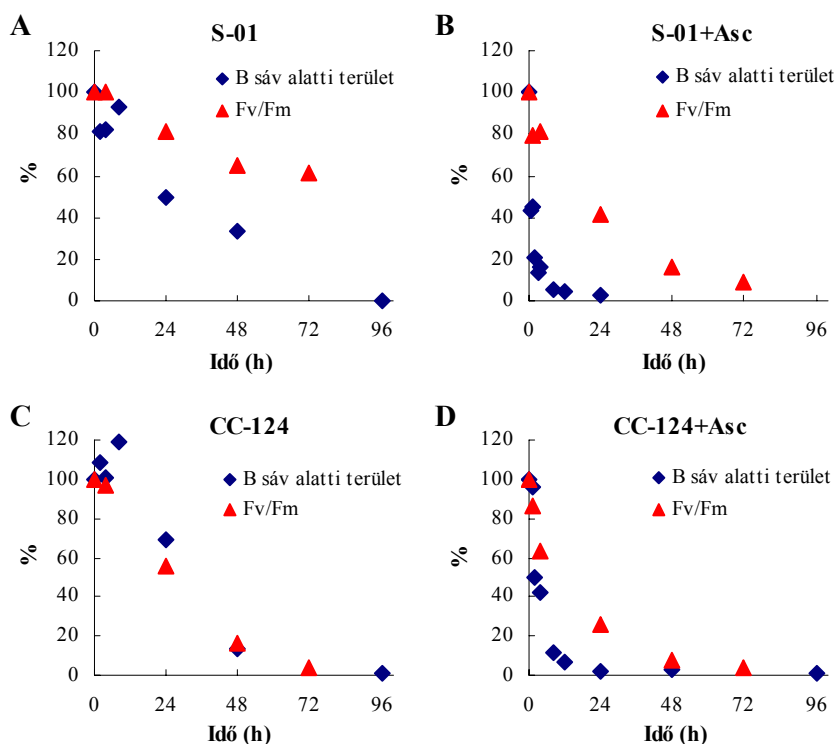 A
S-01
120
100
80
60
40
20
0
%
B sáv alatti terület
Fv/Fm
0 24 48 72 96
Idő (h)
B
S-01+Asc
120
100
80
60
40
20
0
%
B sáv alatti terület
Fv/Fm
0 24 48 72 96
Idő (h)
C
CC-124
120
100
80
60
40
20
0
%
B sáv alatti terület
Fv/Fm
0 24 48 72 96
Idő (h)
D
CC-124+Asc
120
100
80
60
40
20
0
%
B sáv alatti terület
Fv/Fm
0 24 48 72 96
Idő (h)